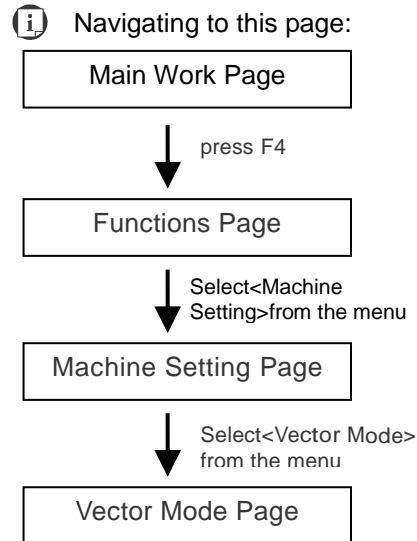 Navigating to this page:
Main Work Page
press F4
Functions Page
Select<Machine
Setting>from the menu
Machine Setting Page
Select<Vector Mode>
from the menu
Vector Mode Page